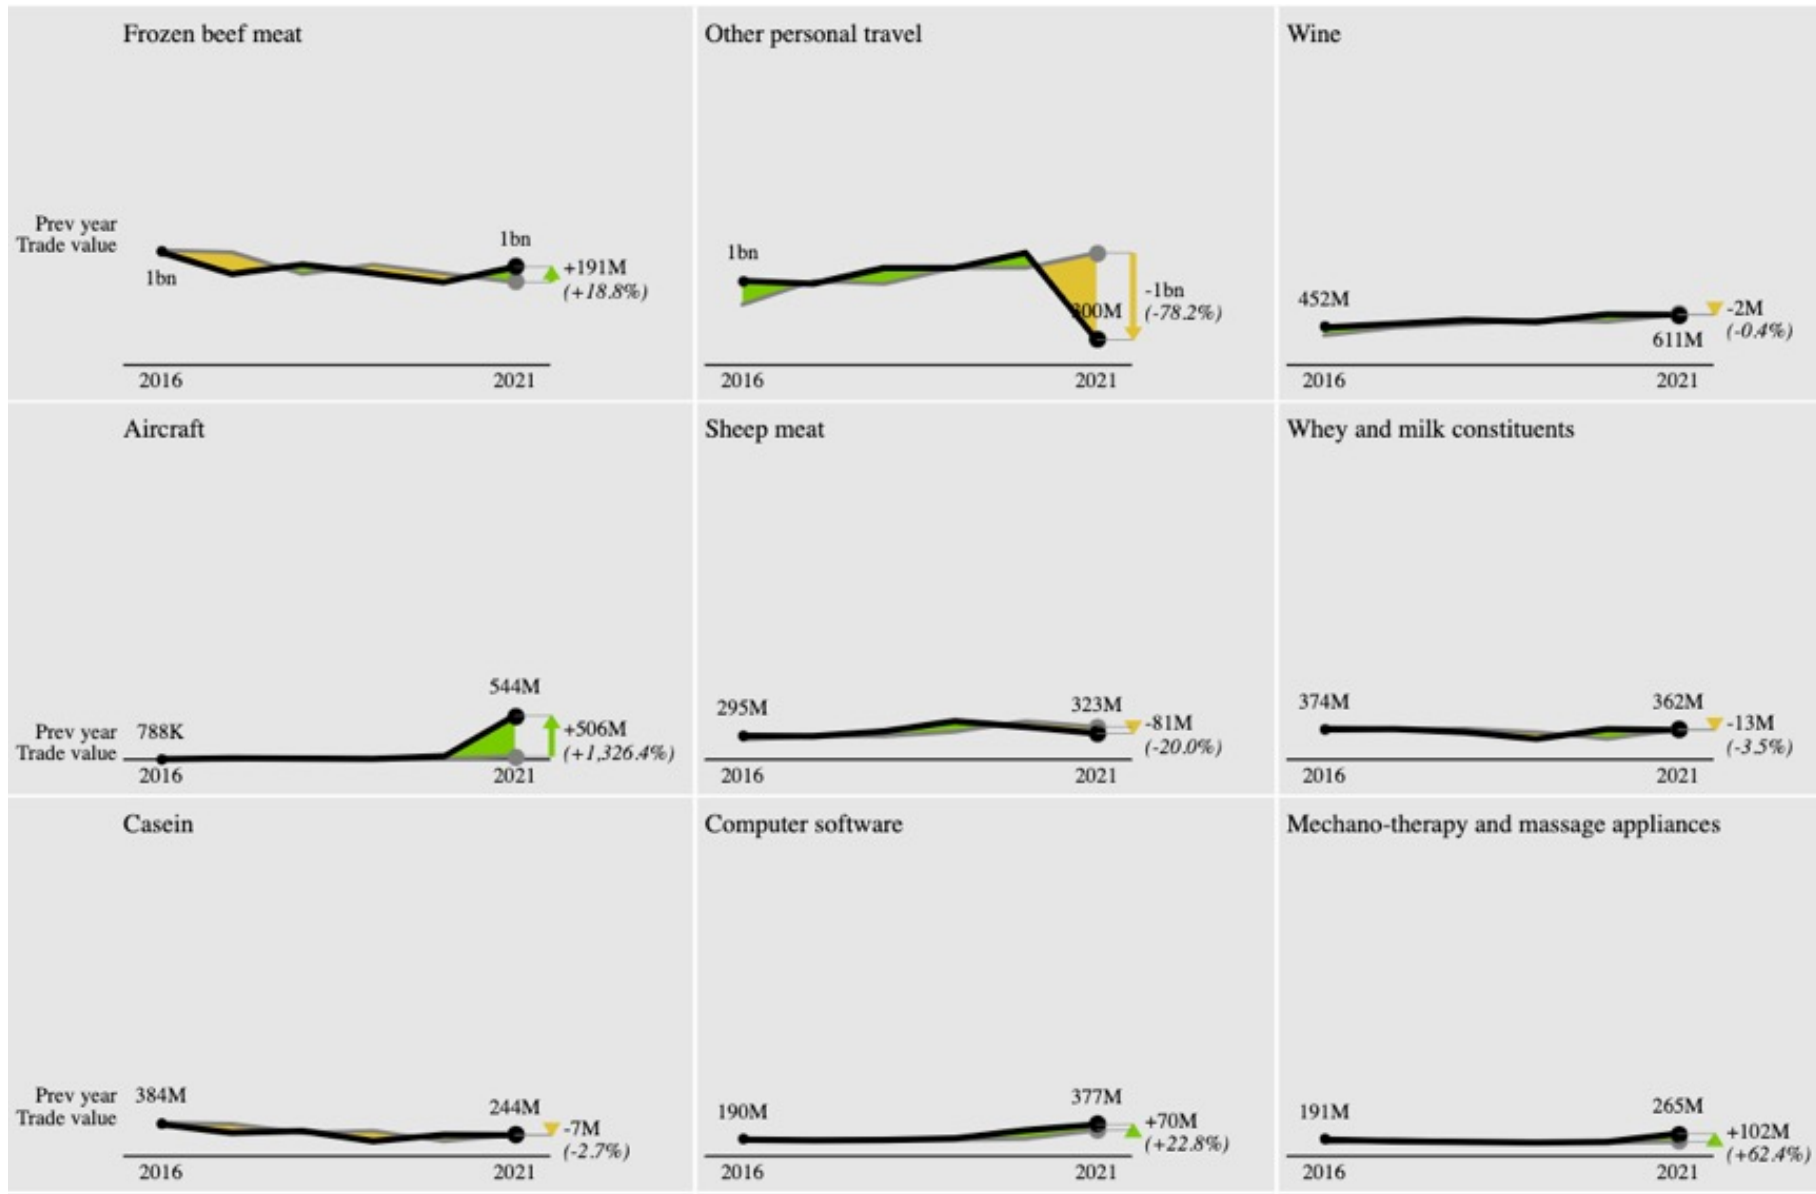 Frozen beef meat
Prev year
Trade value
1bn
1bn
+191M
(+18.8%)
2016
2021
Other personal travel
1bn
300M
-1bn
(-78.2%)
2016
2021
Wine
452M
611M
-2M
(-0.4%)
2016
2021
Aircraft
Prev year
Trade value
788K
544M
+506M
(+1,326.4%)
2016
2021
Sheep meat
295M
323M
-81M
(-20.0%)
2016
2021
Whey and milk constituents
374M
362M
-13M
(-3.5%)
2016
2021
Casein
Prev year
Trade value
384M
244M
-7M
(-2.7%)
2016
2021
Computer software
190M
377M
+70M
(+22.8%)
2016
2021
Mechano-therapy and massage appliances
191M
265M
+102M
(+62.4%)
2016
2021